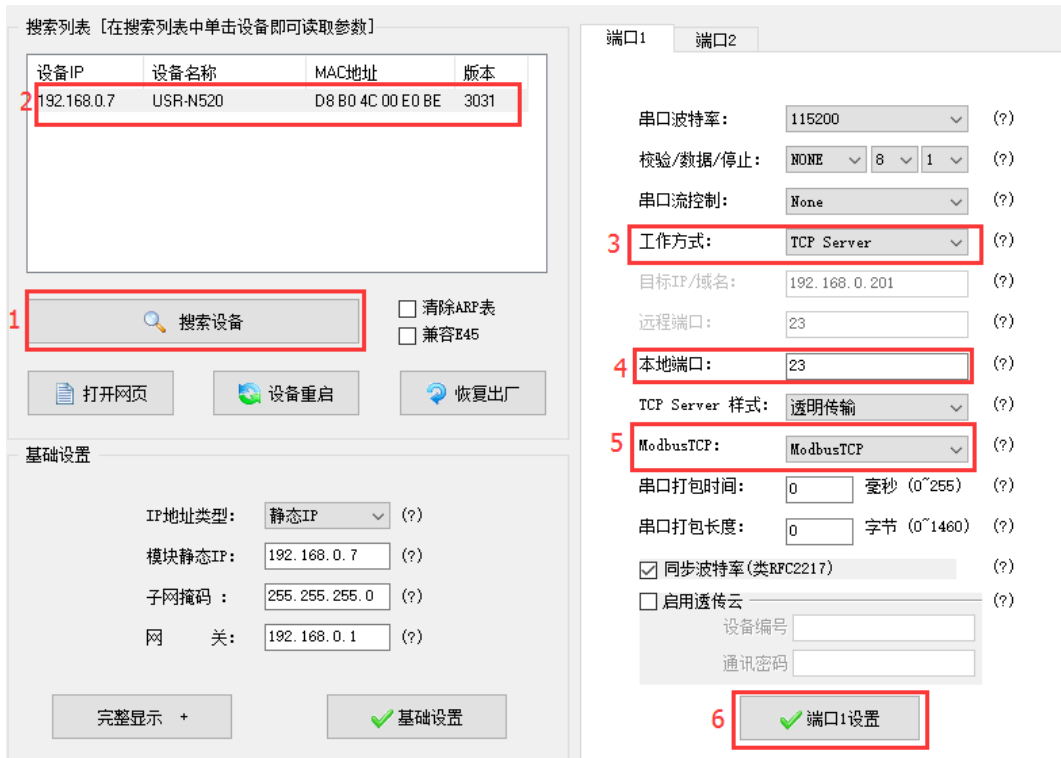 搜索列表 [在搜索列表中单击设备即可读取参数]
设备IP 设备名称 MAC地址 版本
2 192.168.0.7 USR-N520 D8 B0 4C 00 E0 BE 3031
1 搜索设备
清除ARP表
兼容E45
打开网页 设备重启 恢复出厂
基础设置
IP地址类型: 静态IP (?)
模块静态IP: 192.168.0.7 (?)
子网掩码 : 255.255.255.0 (?)
网 关: 192.168.0.1 (?)
完整显示 + 基础设置
端口1 端口2
串口波特率: 115200 (?)
校验/数据/停止: NONE 8 1 (?)
串口流控制: None (?)
3 工作方式: TCP Server (?)
目标IP/域名: 192.168.0.201 (?)
远程端口: 23 (?)
4 本地端口: 23 (?)
TCP Server 样式: 透明传输 (?)
5 ModbusTCP: ModbusTCP (?)
串口打包时间: 0 毫秒 (0~255) (?)
串口打包长度: 0 字节 (0~1460) (?)
同步波特率(类RFC2217) (?)
启用透传云 (?)
设备编号
通讯密码
6 端口1设置